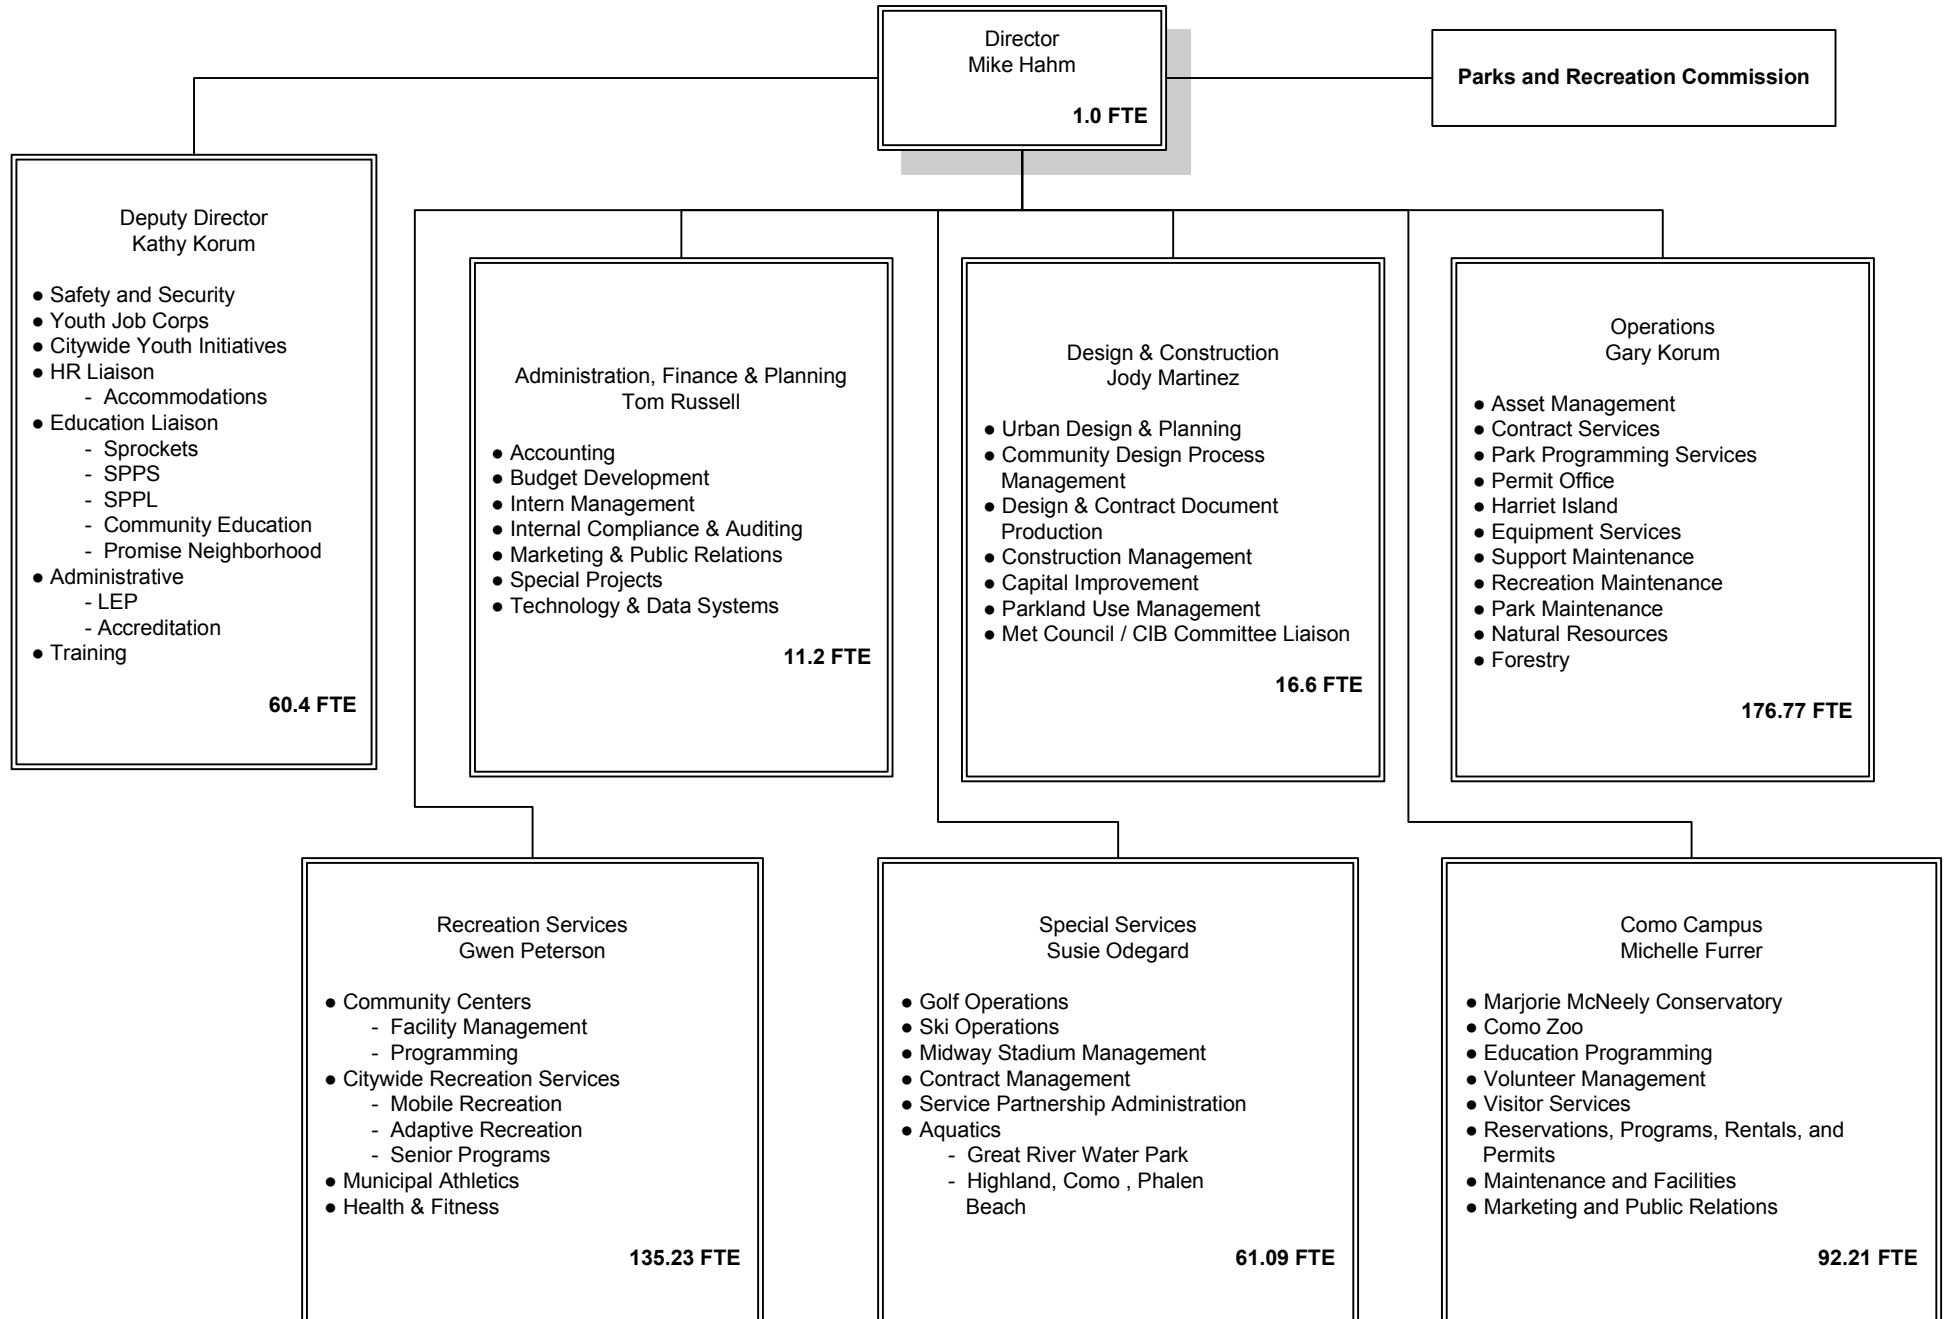 Director
Mike Hahm
1.0 FTE
Parks and Recreation Commission
Deputy Director
Kathy Korum
● Safety and Security
● Youth Job Corps
● Citywide Youth Initiatives
● HR Liaison
- Accommodations
● Education Liaison
- Sprockets
- SPPS
- SPPL
- Community Education
- Promise Neighborhood
● Administrative
- LEP
- Accreditation
● Training
60.4 FTE
Administration, Finance & Planning
Tom Russell
● Accounting
● Budget Development
● Intern Management
● Internal Compliance & Auditing
● Marketing & Public Relations
● Special Projects
● Technology & Data Systems
11.2 FTE
Design & Construction
Jody Martinez
● Urban Design & Planning
● Community Design Process
Management
● Design & Contract Document
Production
● Construction Management
● Capital Improvement
● Parkland Use Management
● Met Council / CIB Committee Liaison
16.6 FTE
Operations
Gary Korum
● Asset Management
● Contract Services
● Park Programming Services
● Permit Office
● Harriet Island
● Equipment Services
● Support Maintenance
● Recreation Maintenance
● Park Maintenance
● Natural Resources
● Forestry
176.77 FTE
Recreation Services
Gwen Peterson
● Community Centers
- Facility Management
- Programming
● Citywide Recreation Services
- Mobile Recreation
- Adaptive Recreation
- Senior Programs
● Municipal Athletics
● Health & Fitness
135.23 FTE
Special Services
Susie Odegard
● Golf Operations
● Ski Operations
● Midway Stadium Management
● Contract Management
● Service Partnership Administration
● Aquatics
- Great River Water Park
- Highland, Como , Phalen
Beach
61.09 FTE
Como Campus
Michelle Furrer
● Marjorie McNeely Conservatory
● Como Zoo
● Education Programming
● Volunteer Management
● Visitor Services
● Reservations, Programs, Rentals, and
Permits
● Maintenance and Facilities
● Marketing and Public Relations
92.21 FTE